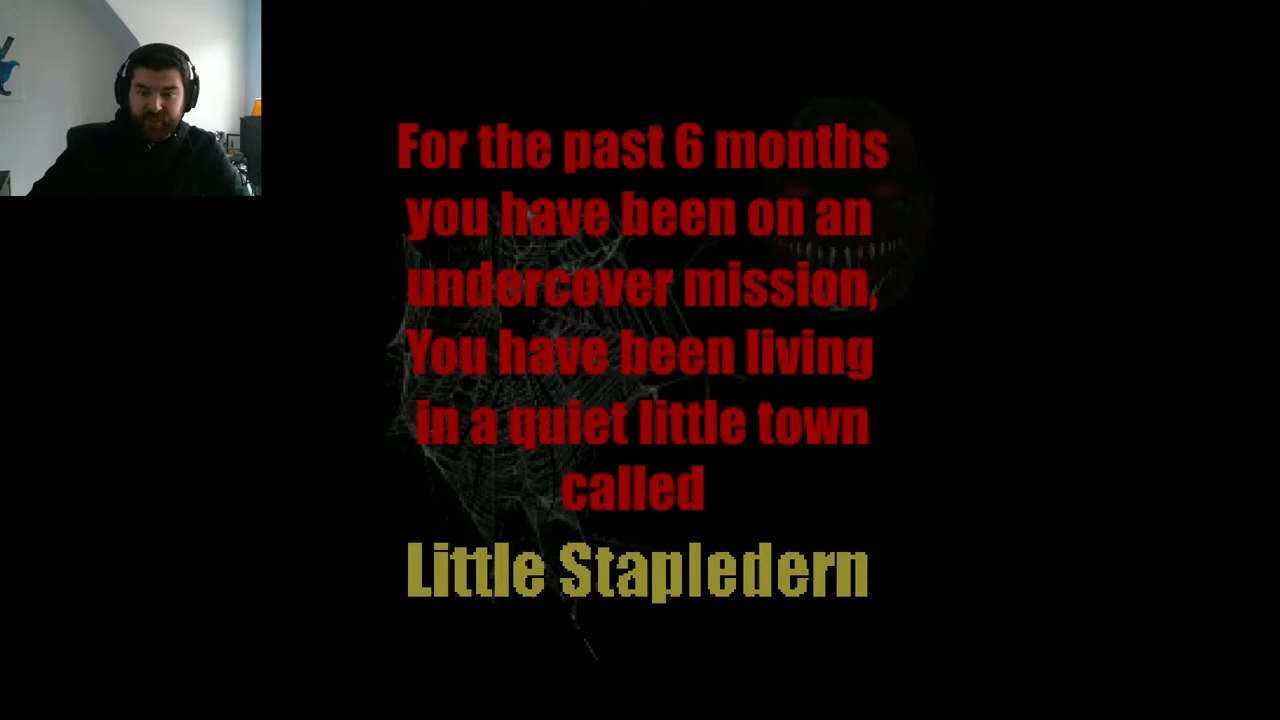 For the past 6 months
you have been on an
undercover mission,
You have been living
in a quiet little town
called
Little Stapledern